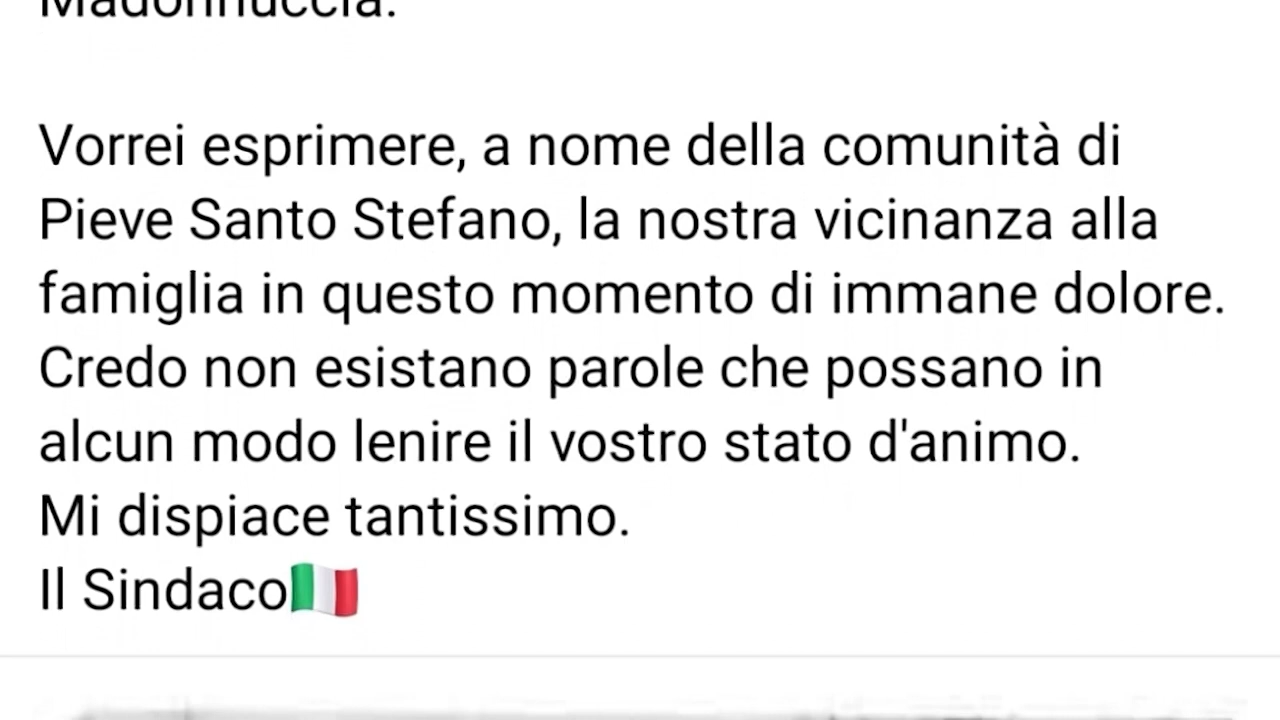 Madonnuccia.

Vorrei esprimere, a nome della comunità di
Pieve Santo Stefano, la nostra vicinanza alla
famiglia in questo momento di immane dolore.
Credo non esistano parole che possano in
alcun modo lenire il vostro stato d'animo.
Mi dispiace tantissimo.
Il Sindaco🇮🇹